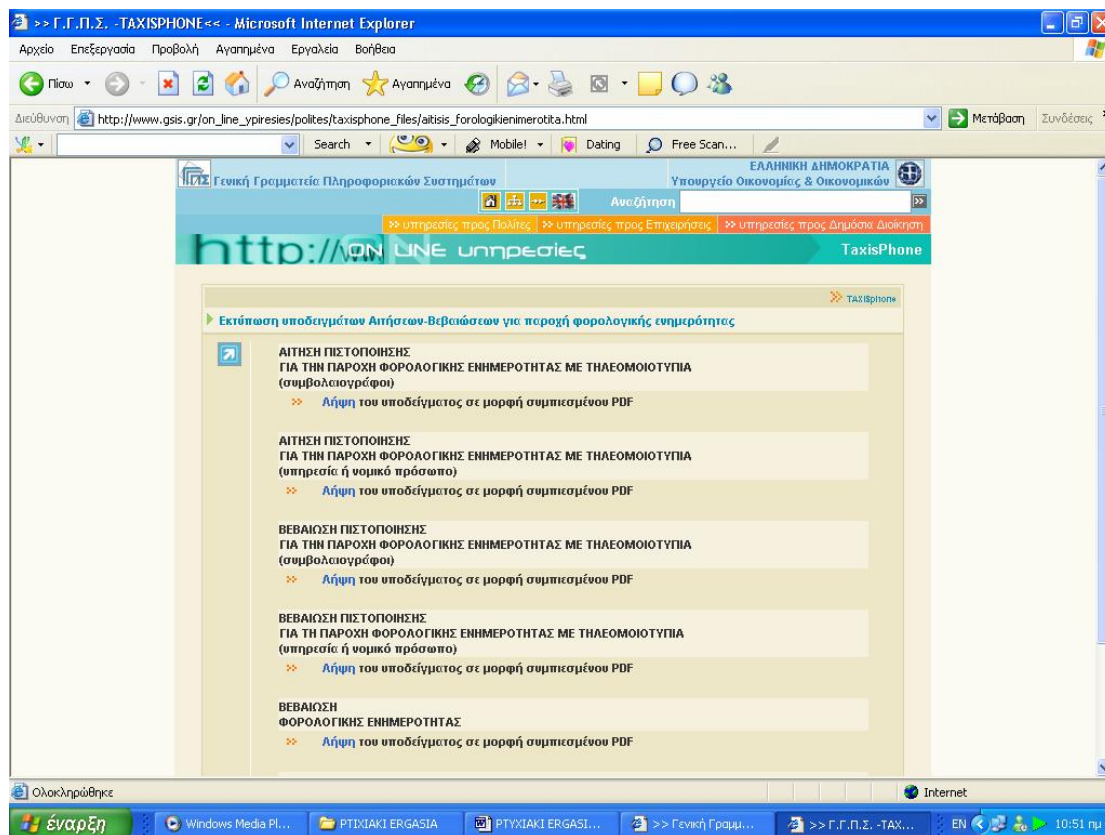 >> Γ.Γ.Π.Σ. -TAXISPHONE<< - Microsoft Internet Explorer
Αρχείο Επεξεργασία Προβολή Αγαπημένα Εργαλεία Βοήθεια
Πίσω Αναζήτηση Αγαπημένα
Διεύθυνση http://www.gsis.gr/on_line_ypiresies/polites/taxisphone_files/aitisis_forologikienimerotita.html Μετάβαση Συνδέσεις »
Search Mobile! Dating Free Scan...
ΓΓΠΣ Γενική Γραμματεία Πληροφοριακών Συστημάτων
ΕΛΛΗΝΙΚΗ ΔΗΜΟΚΡΑΤΙΑ
Υπουργείο Οικονομίας & Οικονομικών
Αναζήτηση
>> υπηρεσίες προς Πολίτες >> υπηρεσίες προς Επιχειρήσεις >> υπηρεσίες προς Δημόσια Διοίκηση
http://www ON LINE υπηρεσίες TaxisPhone
TAXISphone
Εκτύπωση υποδειγμάτων Αιτήσεων-Βεβαιώσεων για παροχή φορολογικής ενημερότητας
ΑΙΤΗΣΗ ΠΙΣΤΟΠΟΙΗΣΗΣ
ΓΙΑ ΤΗΝ ΠΑΡΟΧΗ ΦΟΡΟΛΟΓΙΚΗΣ ΕΝΗΜΕΡΟΤΗΤΑΣ ΜΕ ΤΗΛΕΟΜΟΙΟΤΥΠΙΑ
(συμβολαιογράφοι)
Λήψη του υποδείγματος σε μορφή συμπιεσμένου PDF
ΑΙΤΗΣΗ ΠΙΣΤΟΠΟΙΗΣΗΣ
ΓΙΑ ΤΗΝ ΠΑΡΟΧΗ ΦΟΡΟΛΟΓΙΚΗΣ ΕΝΗΜΕΡΟΤΗΤΑΣ ΜΕ ΤΗΛΕΟΜΟΙΟΤΥΠΙΑ
(υπηρεσία ή νομικό πρόσωπο)
Λήψη του υποδείγματος σε μορφή συμπιεσμένου PDF
ΒΕΒΑΙΩΣΗ ΠΙΣΤΟΠΟΙΗΣΗΣ
ΓΙΑ ΤΗΝ ΠΑΡΟΧΗ ΦΟΡΟΛΟΓΙΚΗΣ ΕΝΗΜΕΡΟΤΗΤΑΣ ΜΕ ΤΗΛΕΟΜΟΙΟΤΥΠΙΑ
(συμβολαιογράφοι)
Λήψη του υποδείγματος σε μορφή συμπιεσμένου PDF
ΒΕΒΑΙΩΣΗ ΠΙΣΤΟΠΟΙΗΣΗΣ
ΓΙΑ ΤΗ ΠΑΡΟΧΗ ΦΟΡΟΛΟΓΙΚΗΣ ΕΝΗΜΕΡΟΤΗΤΑΣ ΜΕ ΤΗΛΕΟΜΟΙΟΤΥΠΙΑ
(υπηρεσία ή νομικό πρόσωπο)
Λήψη του υποδείγματος σε μορφή συμπιεσμένου PDF
ΒΕΒΑΙΩΣΗ
ΦΟΡΟΛΟΓΙΚΗΣ ΕΝΗΜΕΡΟΤΗΤΑΣ
Λήψη του υποδείγματος σε μορφή συμπιεσμένου PDF
Ολοκληρώθηκε Internet
έναρξη Windows Media Pl... PTIXIAKI ERGASIA PTYXIAKI ERGASI... >> Γενική Γραμμ... >> Γ.Γ.Π.Σ. -TAX... EN 10:51 πμ